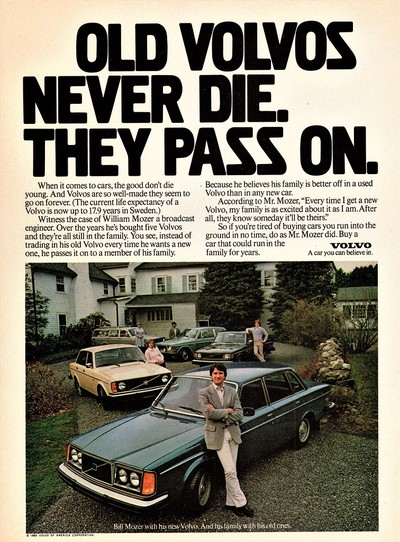 OLD VOLVOS
NEVER DIE.
THEY PASS ON.
When it comes to cars, the good don't die
young. And Volvos are so well-made they seem to
go on forever. (The current life expectancy of a
Volvo is now up to 17.9 years in Sweden.)
Witness the case of William Mozer a broadcast
engineer. Over the years he's bought five Volvos
and they're all still in the family. You see, instead of
trading in his old Volvo every time he wants a new
one, he passes it on to a member of his family.
Because he believes his family is better off in a used
Volvo than in any new car.
According to Mr. Mozer, "Every time I get a new
Volvo, my family is as excited about it as I am. After
all, they know someday it'll be theirs."
So if you're tired of buying cars you run into the
ground in no time, do as Mr. Mozer did. Buy a
car that could run in the
family for years.
VOLVO
A car you can believe in.
Bill Mozer with his new Volvo. And his family with his old ones.
© 1980 VOLVO OF AMERICA CORPORATION.